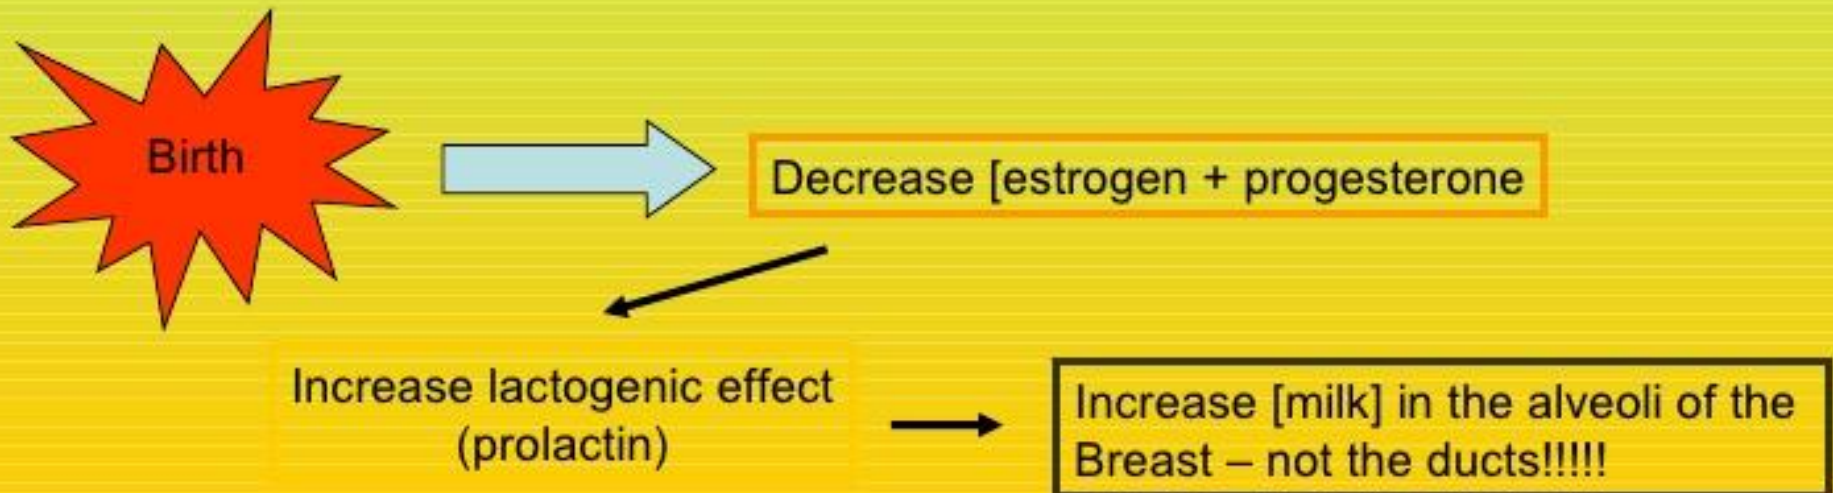 Birth
Decrease [estrogen + progesterone
Increase lactogenic effect
(prolactin)
Increase [milk] in the alveoli of the
Breast – not the ducts!!!!!